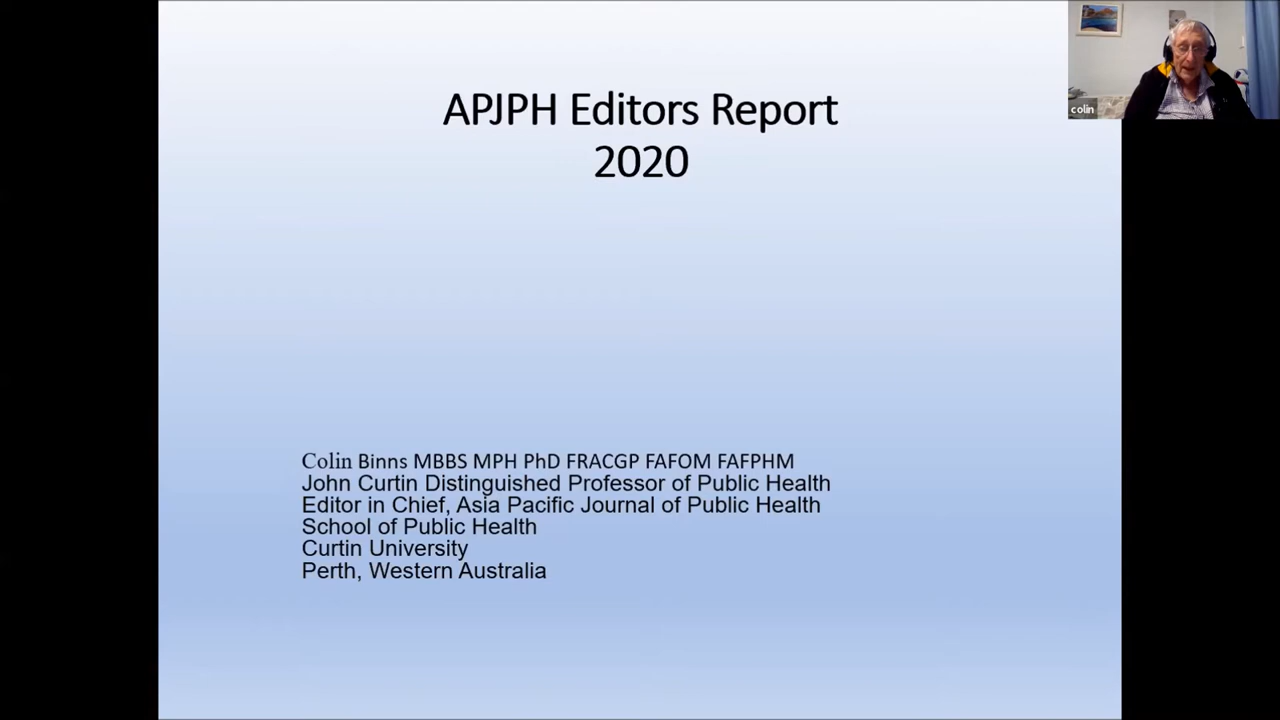 APJPH Editors Report
2020
colin
Colin Binns MBBS MPH PhD FRACGP FAFOM FAFPHM
John Curtin Distinguished Professor of Public Health
Editor in Chief, Asia Pacific Journal of Public Health
School of Public Health
Curtin University
Perth, Western Australia